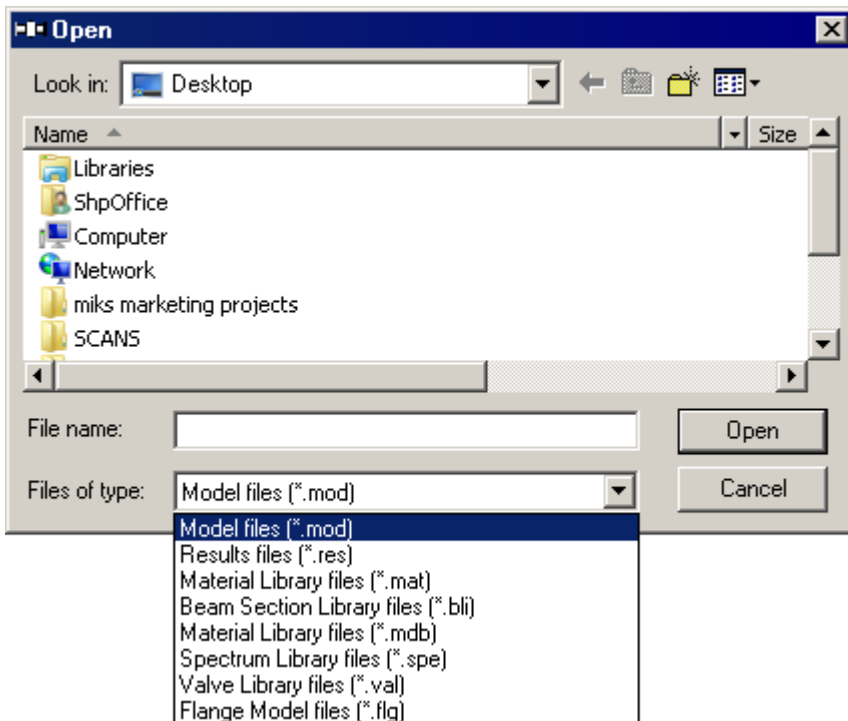 Open
Look in: Desktop
Name Size
Libraries
ShpOffice
Computer
Network
miks marketing projects
SCANS
File name: Open
Files of type: Model files (*.mod) Cancel
Model files (*.mod)
Results files (*.res)
Material Library files (*.mat)
Beam Section Library files (*.bli)
Material Library files (*.mdb)
Spectrum Library files (*.spe)
Valve Library files (*.val)
Flange Model files (*.flg)